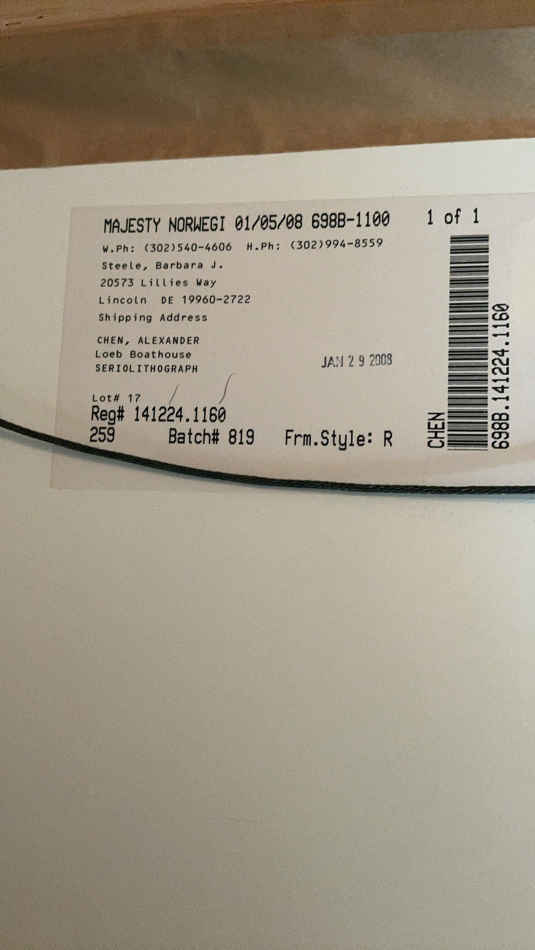 MAJESTY NORWEGI 01/05/08 698B-1100 1 of 1
W.Ph: (302)540-4606 H.Ph: (302)994-8559
Steele, Barbara J.
20573 Lillies Way
Lincoln DE 19960-2722
Shipping Address
CHEN, ALEXANDER
Loeb Boathouse
SERIOLITHOGRAPH
JAN 29 2008
Lot# 17
Reg# 141224.1160
259 Batch# 819 Frm.Style: R
CHEN
698B.141224.1160